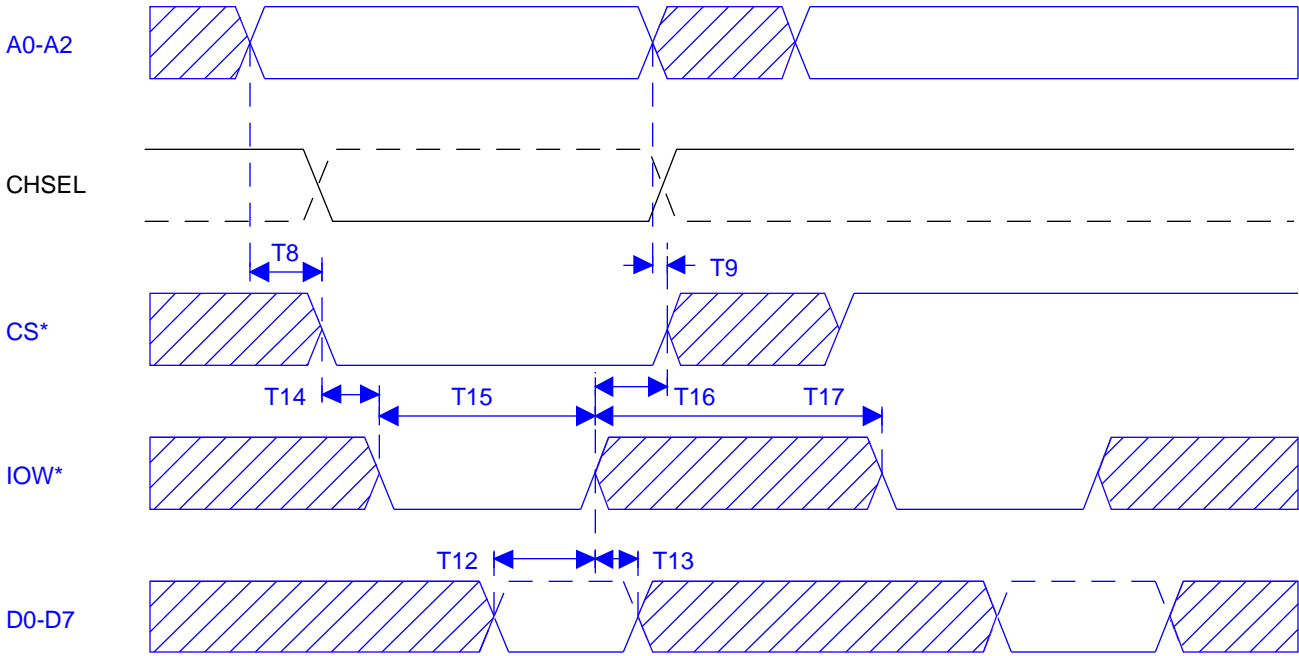 A0-A2
CHSEL
T8
T9
CS*
T14
T15
T16
T17
IOW*
T12
T13
D0-D7